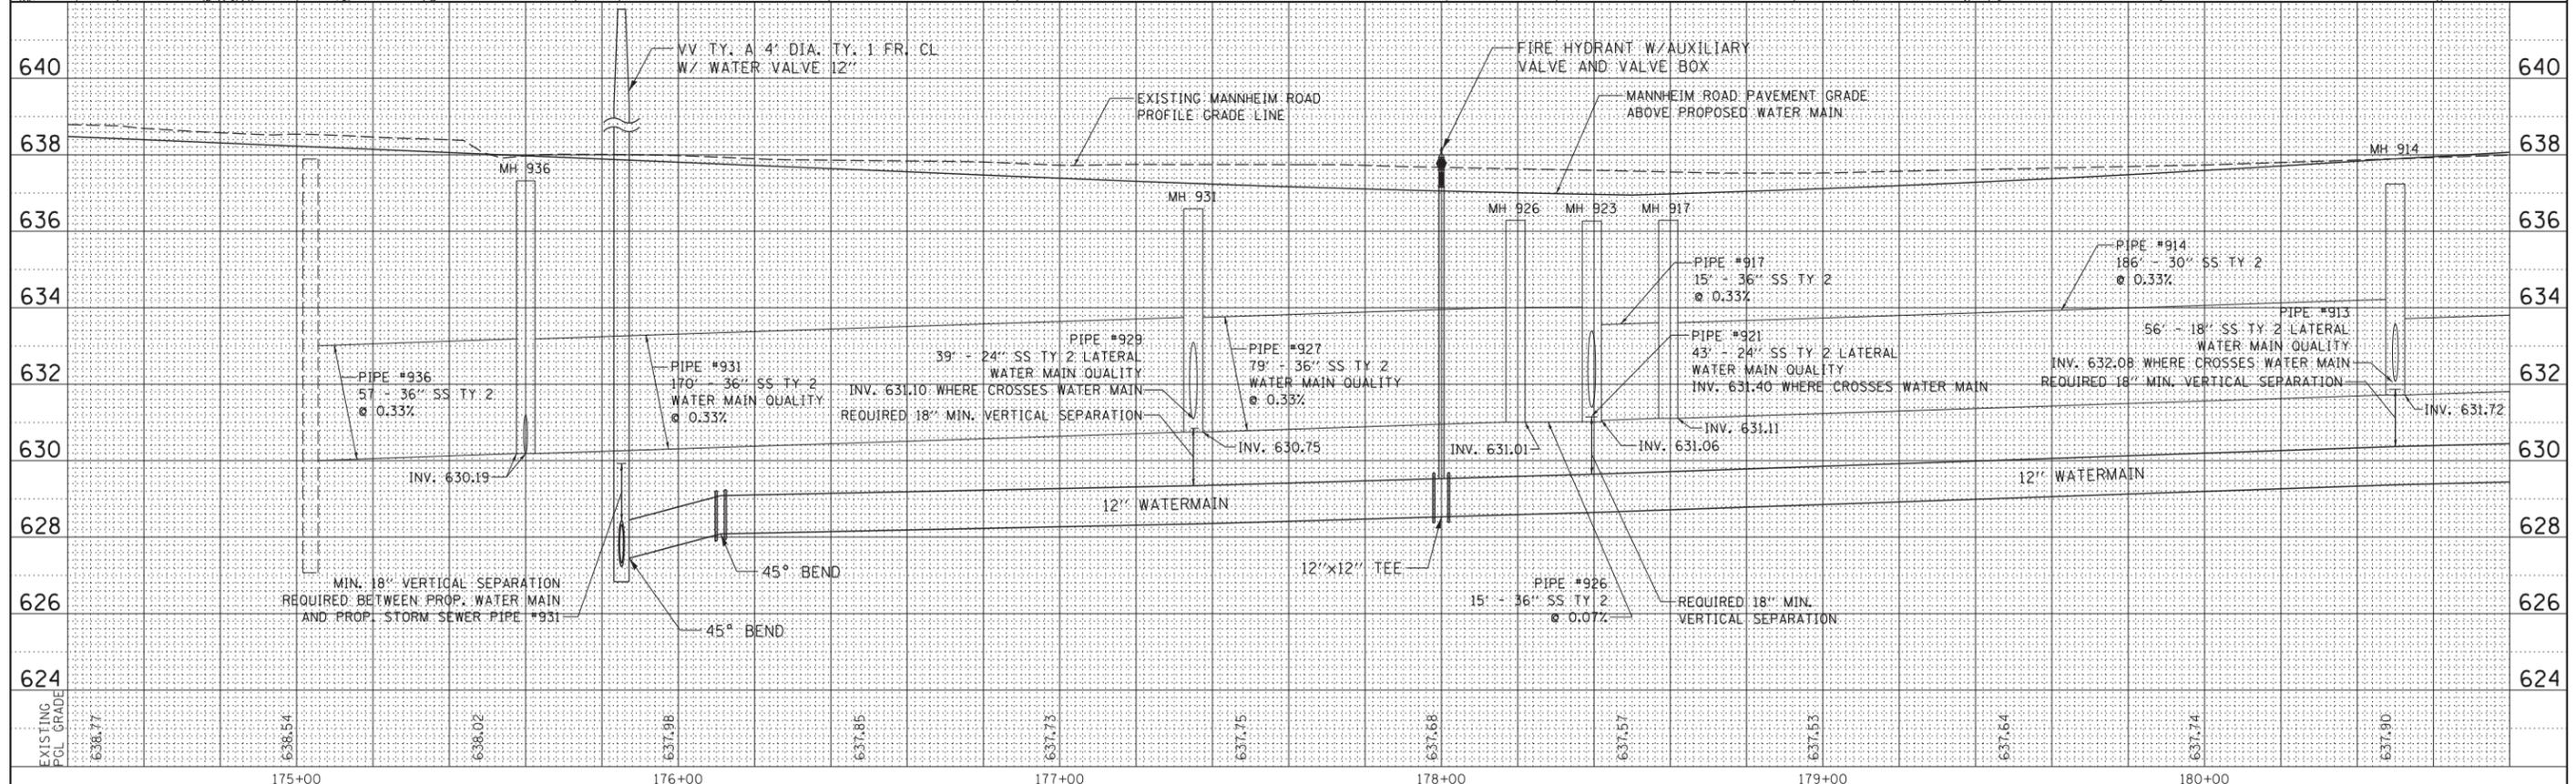 VV TY. A 4' DIA. TY. 1 FR. CL
W/ WATER VALVE 12"
FIRE HYDRANT W/AUXILIARY
VALVE AND VALVE BOX
640
640
EXISTING MANNHEIM ROAD
PROFILE GRADE LINE
MANNHEIM ROAD PAVEMENT GRADE
ABOVE PROPOSED WATER MAIN
638
638
MH 936
MH 914
MH 931
MH 926
MH 923
MH 917
636
636
PIPE #917
15' - 36" SS TY 2
@ 0.33%
PIPE #914
186' - 30" SS TY 2
@ 0.33%
634
634
PIPE #929
39' - 24" SS TY 2 LATERAL
WATER MAIN QUALITY
INV. 631.10 WHERE CROSSES WATER MAIN
REQUIRED 18" MIN. VERTICAL SEPARATION
PIPE #927
79' - 36" SS TY 2
WATER MAIN QUALITY
@ 0.33%
PIPE #921
43' - 24" SS TY 2 LATERAL
WATER MAIN QUALITY
INV. 631.40 WHERE CROSSES WATER MAIN
PIPE #913
56' - 18" SS TY 2 LATERAL
WATER MAIN QUALITY
INV. 632.08 WHERE CROSSES WATER MAIN
REQUIRED 18" MIN. VERTICAL SEPARATION
632
632
PIPE #936
57 - 36" SS TY 2
@ 0.33%
PIPE #931
170' - 36" SS TY 2
WATER MAIN QUALITY
@ 0.33%
INV. 631.72
INV. 631.11
INV. 630.75
INV. 631.01
INV. 631.06
630
630
INV. 630.19
12" WATERMAIN
12" WATERMAIN
628
628
45° BEND
12"x12" TEE
MIN. 18" VERTICAL SEPARATION
REQUIRED BETWEEN PROP. WATER MAIN
AND PROP. STORM SEWER PIPE #931
PIPE #926
15' - 36" SS TY 2
@ 0.07%
REQUIRED 18" MIN.
VERTICAL SEPARATION
626
626
45° BEND
624
624
EXISTING
PGL GRADE
638.77
638.54
638.02
637.98
637.85
637.73
637.75
637.68
637.57
637.53
637.64
637.74
637.90
175+00
176+00
177+00
178+00
179+00
180+00